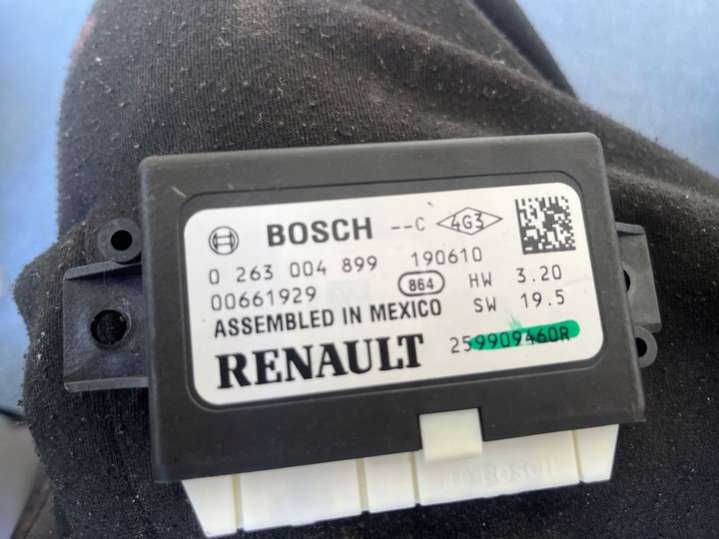 BOSCH --C 4G3
0 263 004 899 190610
00661929 864 HW 3.20
ASSEMBLED IN MEXICO SW 19.5
RENAULT 259909460R